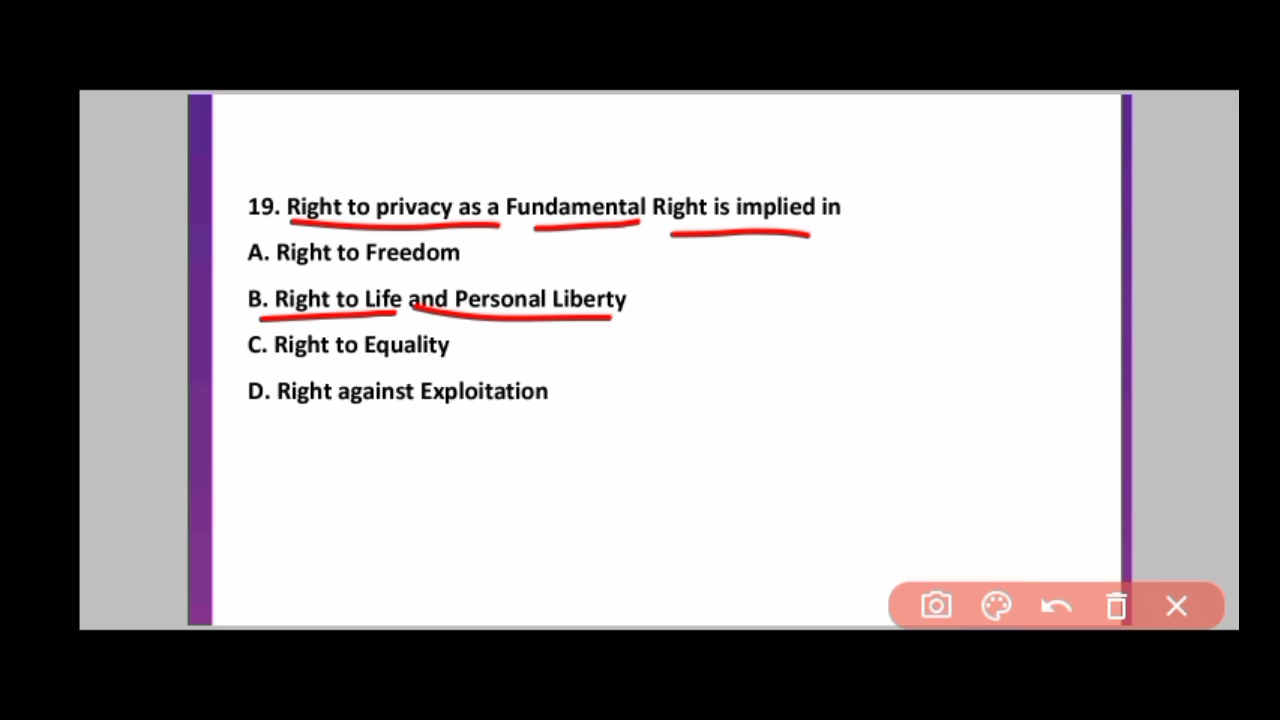 19. Right to privacy as a Fundamental Right is implied in
A. Right to Freedom
B. Right to Life and Personal Liberty
C. Right to Equality
D. Right against Exploitation